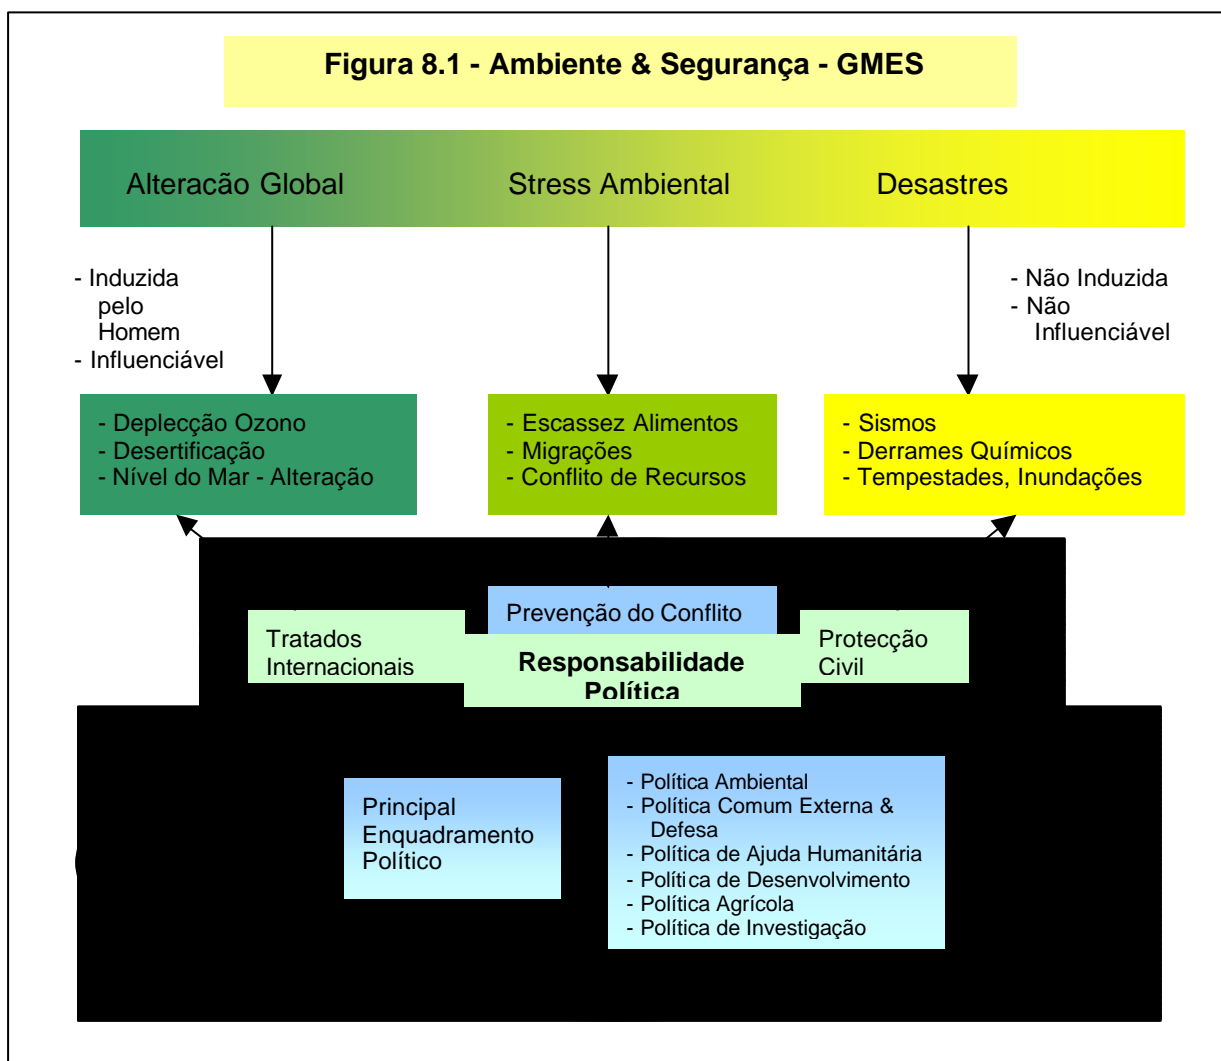 Figura 8.1 - Ambiente & Segurança - GMES
Alteracão Global
Stress Ambiental
Desastres
- Induzida
pelo
Homem
- Influenciável
- Não Induzida
- Não
Influenciável
- Deplecção Ozono
- Desertificação
- Nível do Mar - Alteração
- Escassez Alimentos
- Migrações
- Conflito de Recursos
- Sismos
- Derrames Químicos
- Tempestades, Inundações
Prevenção do Conflito
Tratados
Internacionais
Responsabilidade
Política
Protecção
Civil
Principal
Enquadramento
Político
- Política Ambiental
- Política Comum Externa &
Defesa
- Política de Ajuda Humanitária
- Política de Desenvolvimento
- Política Agrícola
- Política de Investigação